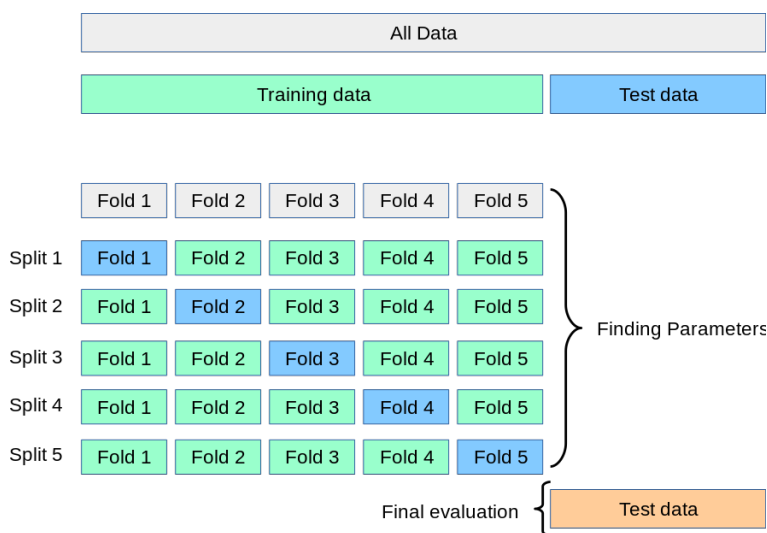 All Data
Training data Test data
Fold 1 Fold 2 Fold 3 Fold 4 Fold 5
Split 1 Fold 1 Fold 2 Fold 3 Fold 4 Fold 5
Split 2 Fold 1 Fold 2 Fold 3 Fold 4 Fold 5
Finding Parameters
Split 3 Fold 1 Fold 2 Fold 3 Fold 4 Fold 5
Split 4 Fold 1 Fold 2 Fold 3 Fold 4 Fold 5
Split 5 Fold 1 Fold 2 Fold 3 Fold 4 Fold 5
Final evaluation Test data